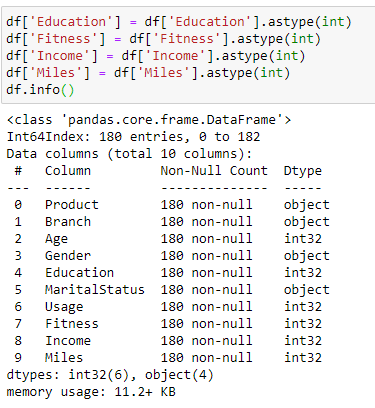 df['Education'] = df['Education'].astype(int)
df['Fitness'] = df['Fitness'].astype(int)
df['Income'] = df['Income'].astype(int)
df['Miles'] = df['Miles'].astype(int)
df.info()
<class 'pandas.core.frame.DataFrame'>
Int64Index: 180 entries, 0 to 182
Data columns (total 10 columns):
 #   Column         Non-Null Count  Dtype
---  ------         --------------  -----
 0   Product        180 non-null    object
 1   Branch         180 non-null    object
 2   Age            180 non-null    int32
 3   Gender         180 non-null    object
 4   Education      180 non-null    int32
 5   MaritalStatus  180 non-null    object
 6   Usage          180 non-null    int32
 7   Fitness        180 non-null    int32
 8   Income         180 non-null    int32
 9   Miles          180 non-null    int32
dtypes: int32(6), object(4)
memory usage: 11.2+ KB